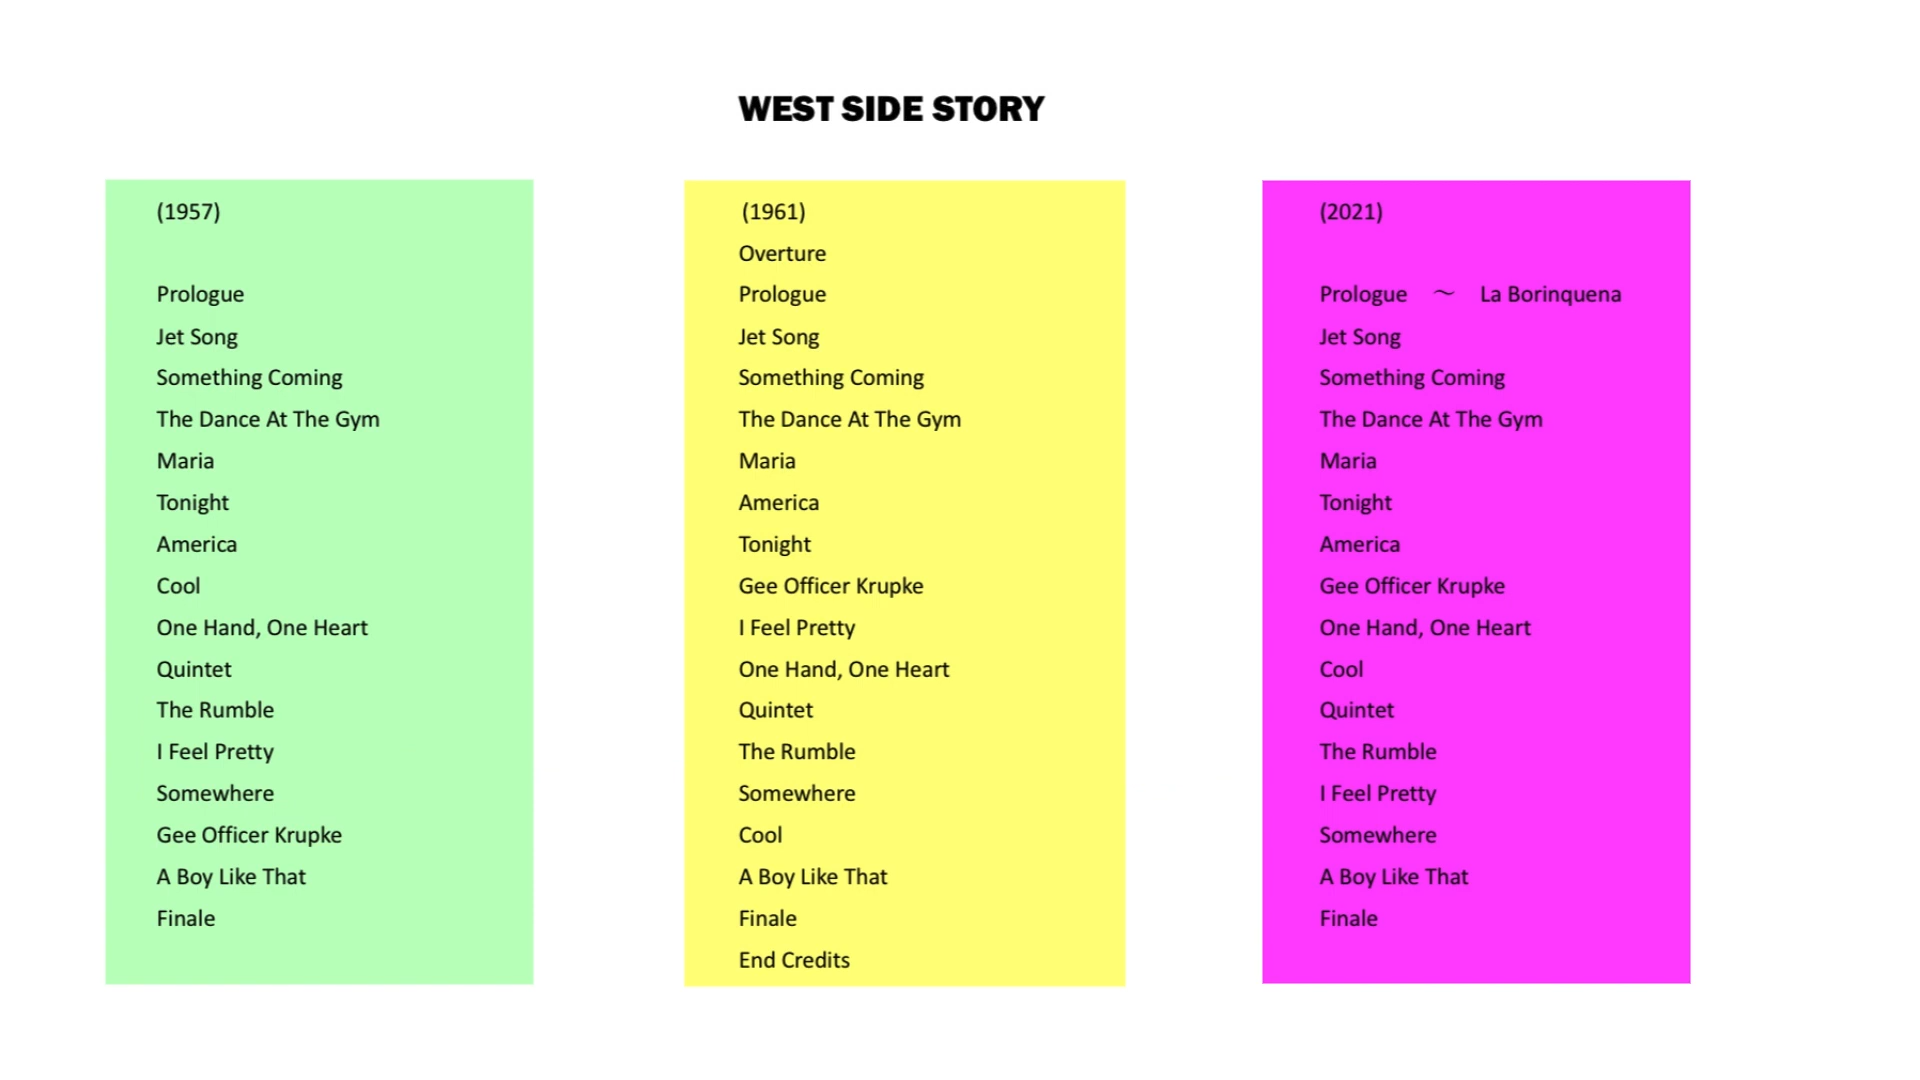 WEST SIDE STORY
(1957)
Prologue
Jet Song
Something Coming
The Dance At The Gym
Maria
Tonight
America
Cool
One Hand, One Heart
Quintet
The Rumble
I Feel Pretty
Somewhere
Gee Officer Krupke
A Boy Like That
Finale
(1961)
Overture
Prologue
Jet Song
Something Coming
The Dance At The Gym
Maria
America
Tonight
Gee Officer Krupke
I Feel Pretty
One Hand, One Heart
Quintet
The Rumble
Somewhere
Cool
A Boy Like That
Finale
End Credits
(2021)
Prologue ～ La Borinquena
Jet Song
Something Coming
The Dance At The Gym
Maria
Tonight
America
Gee Officer Krupke
One Hand, One Heart
Cool
Quintet
The Rumble
I Feel Pretty
Somewhere
A Boy Like That
Finale